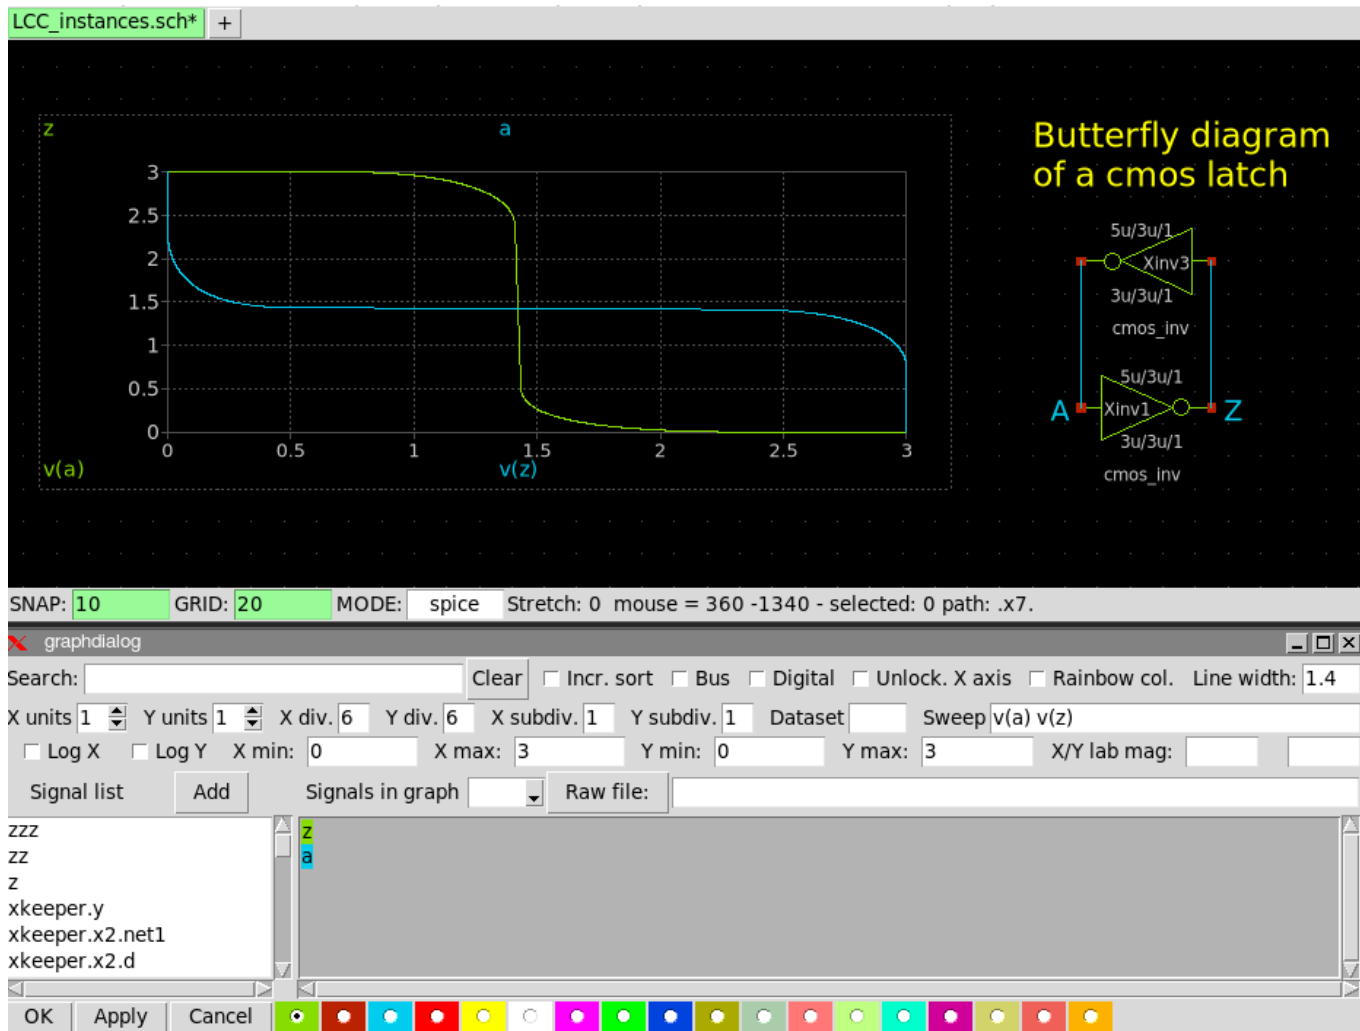 LCC_instances.sch* +
z a
Butterfly diagram
of a cmos latch
3
2.5
2
1.5
1
0.5
0
0 0.5 1 1.5 2 2.5 3
v(a) v(z)
5u/3u/1
Xinv3
3u/3u/1
cmos_inv
5u/3u/1
A Xinv1 Z
3u/3u/1
cmos_inv
SNAP: 10 GRID: 20 MODE: spice Stretch: 0 mouse = 360 -1340 - selected: 0 path: .x7.
graphdialog
Search: Clear Incr. sort Bus Digital Unlock. X axis Rainbow col. Line width: 1.4
X units 1 Y units 1 X div. 6 Y div. 6 X subdiv. 1 Y subdiv. 1 Dataset Sweep v(a) v(z)
Log X Log Y X min: 0 X max: 3 Y min: 0 Y max: 3 X/Y lab mag:
Signal list Add Signals in graph Raw file:
zzz
zz
z
xkeeper.y
xkeeper.x2.net1
xkeeper.x2.d
z
a
OK Apply Cancel